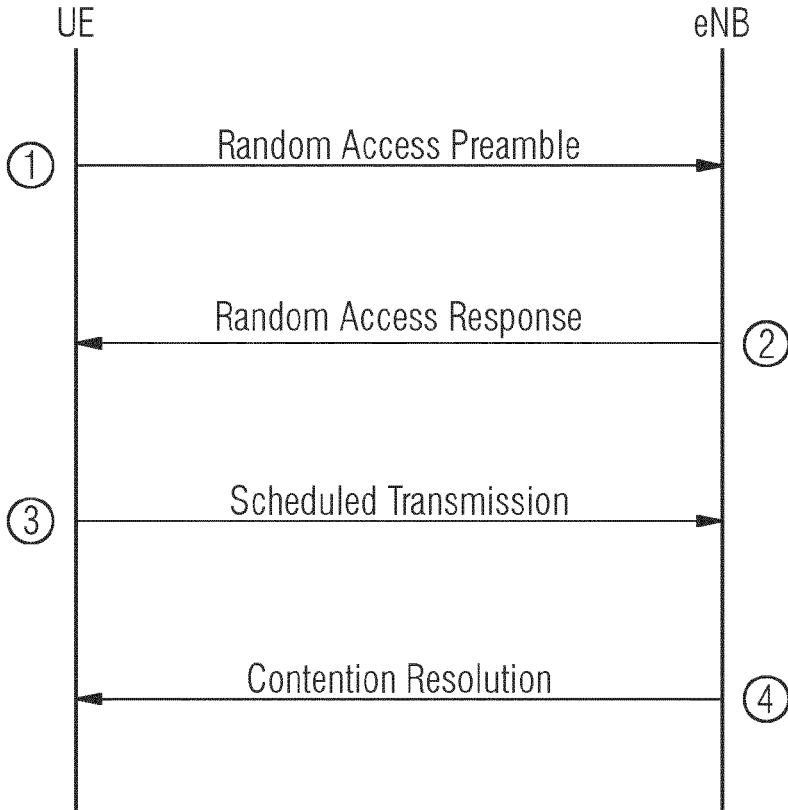 UE
eNB
Random Access Preamble
1
Random Access Response
2
Scheduled Transmission
3
Contention Resolution
4